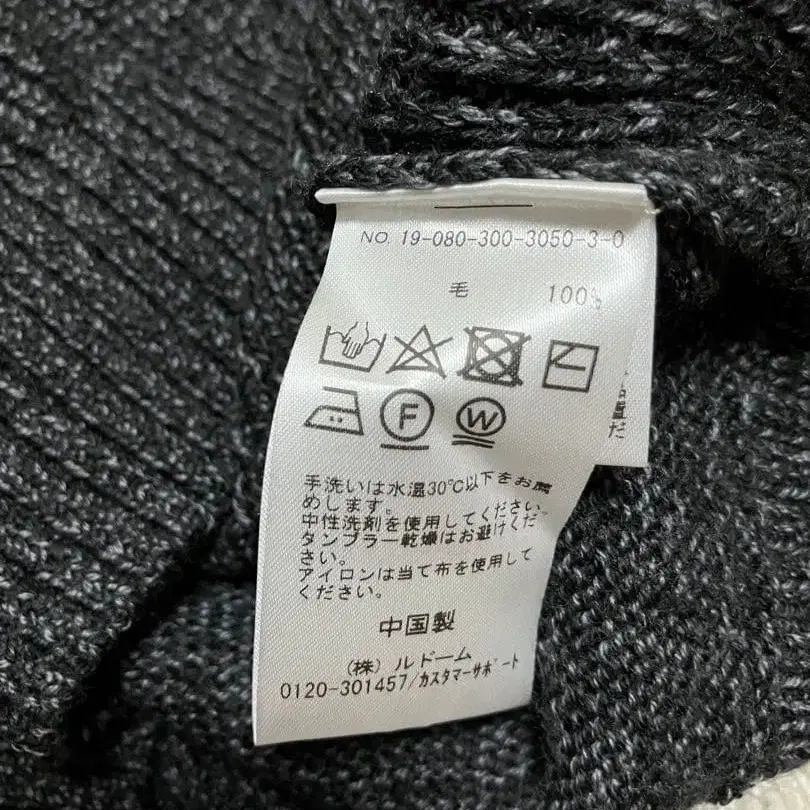 NO. 19-080-300-3050-3-0
毛 100%
F W
手洗いは水温30℃以下をお薦
めします。
中性洗剤を使用してください。
タンブラー乾燥はお避けくだ
さい。
アイロンは当て布を使用して
ください。
中国製
(株)ルドーム
0120-301457/カスタマーサポート